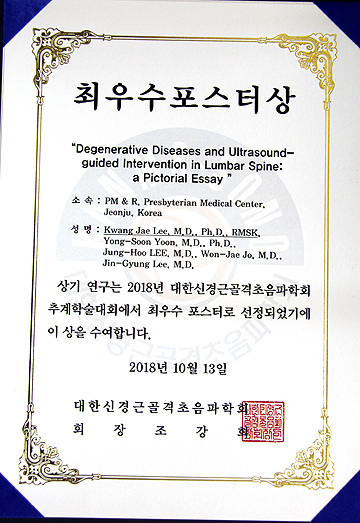 최우수포스터상
"Degenerative Diseases and Ultrasound-
guided Intervention in Lumbar Spine:
a Pictorial Essay"
소 속 : PM & R, Presbyterian Medical Center,
Jeonju, Korea
성 명 : Kwang Jae Lee, M.D., Ph.D., RMSK,
Yong-Soon Yoon, M.D., Ph.D.,
Jung-Hoo LEE, M.D., Won-Jae Jo, M.D.,
Jin-Gyung Lee, M.D.
상기 연구는 2018년 대한신경근골격초음파학회
추계학술대회에서 최우수 포스터로 선정되었기에
이 상을 수여합니다.
2018년 10월 13일
대한신경근골격초음파학회
회 장 조 강